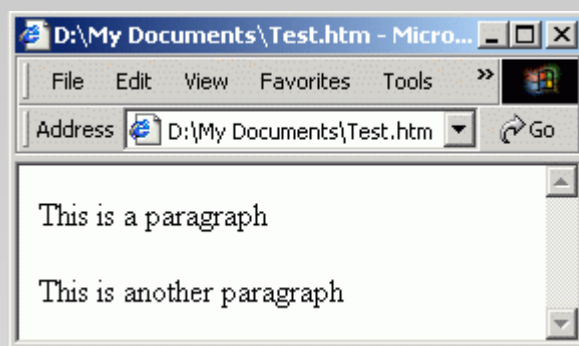 D:\My Documents\Test.htm - Micro...
File Edit View Favorites Tools »
Address D:\My Documents\Test.htm Go
This is a paragraph
This is another paragraph